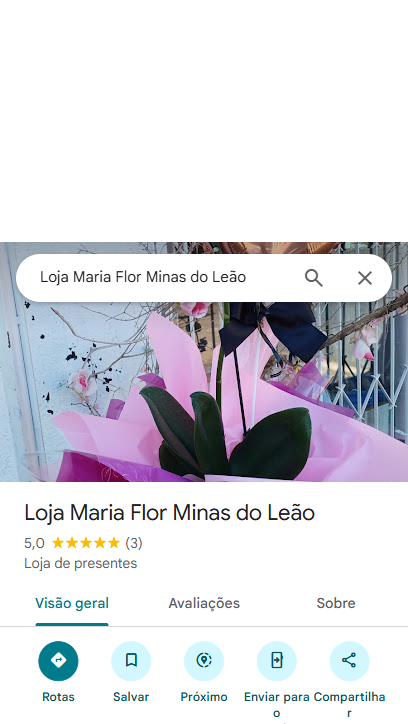 Loja Maria Flor Minas do Leão
Loja Maria Flor Minas do Leão
5,0 (3)
Loja de presentes
Visão geral Avaliações Sobre
Rotas Salvar Próximo Enviar para o Compartilhar